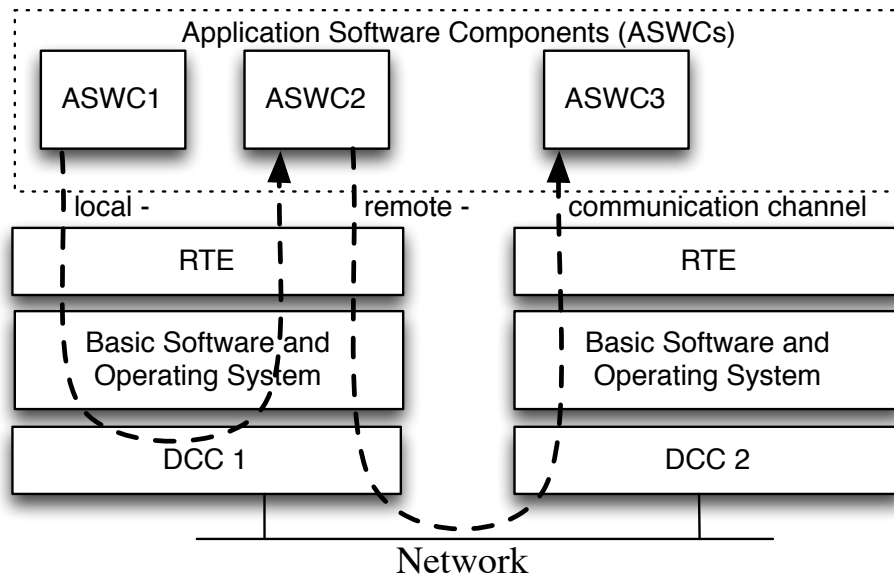 Application Software Components (ASWCs)
ASWC1
ASWC2
ASWC3
local -
remote -
communication channel
RTE
RTE
Basic Software and
Operating System
Basic Software and
Operating System
DCC 1
DCC 2
Network